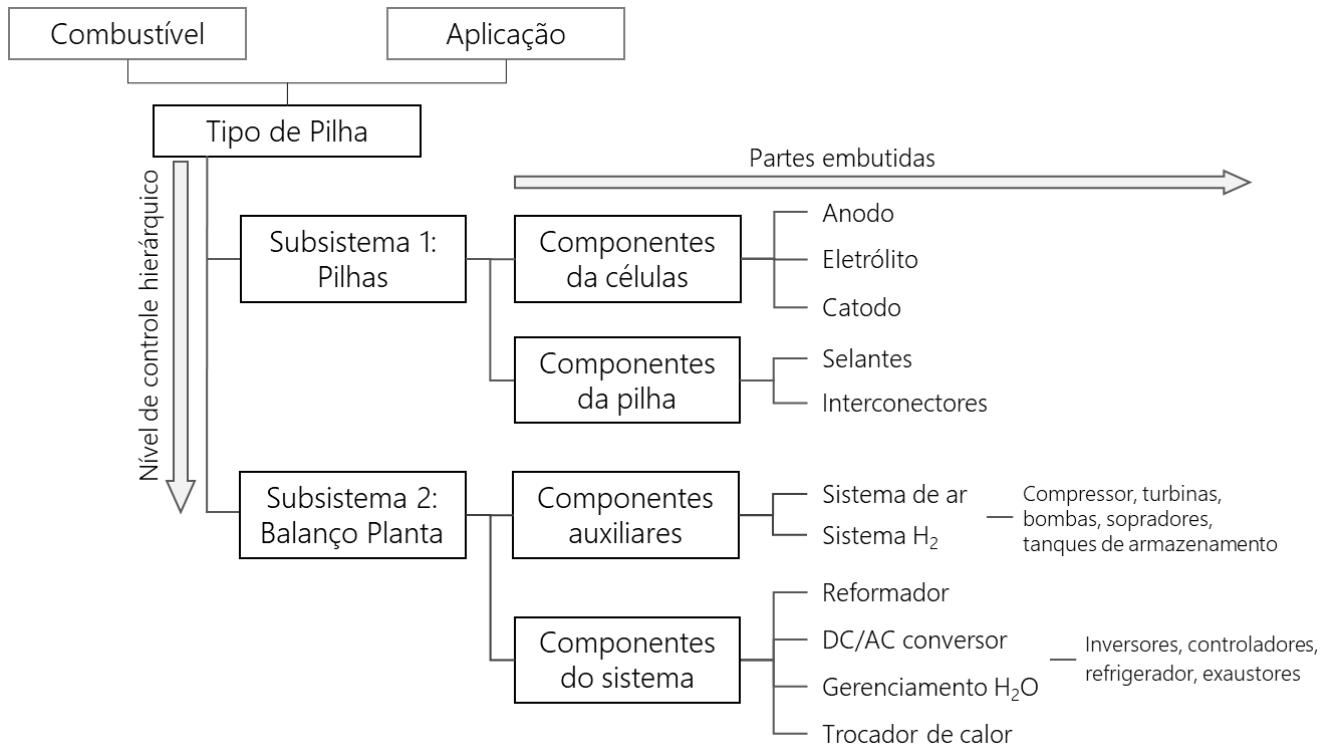 Combustível
Aplicação
Tipo de Pilha
Nível de controle hierárquico
Partes embutidas
Subsistema 1:
Pilhas
Componentes
da células
Anodo
Eletrólito
Catodo
Componentes
da pilha
Selantes
Interconectores
Subsistema 2:
Balanço Planta
Componentes
auxiliares
Sistema de ar
Sistema H₂
Compressor, turbinas,
bombas, sopradores,
tanques de armazenamento
Componentes
do sistema
Reformador
DC/AC conversor
Gerenciamento H₂O
Trocador de calor
Inversores, controladores,
refrigerador, exaustores